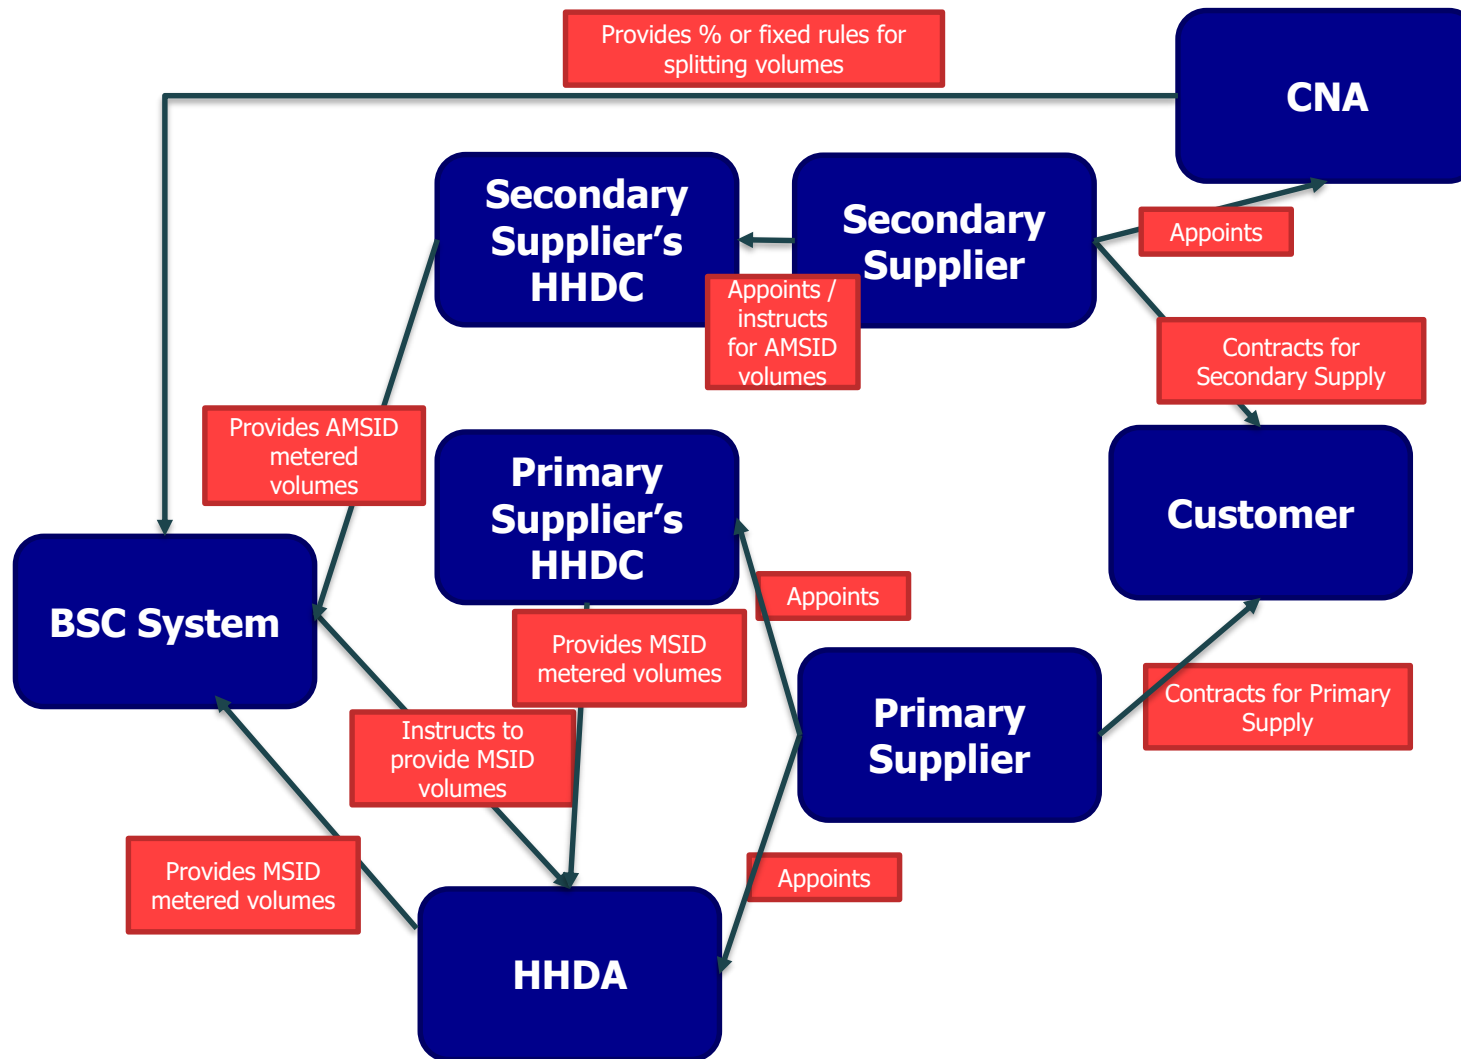 Provides % or fixed rules for
splitting volumes
CNA
Secondary
Supplier’s
HHDC
Secondary
Supplier
Appoints
Appoints /
instructs
for AMSID
volumes
Contracts for
Secondary Supply
Provides AMSID
metered
volumes
Primary
Supplier’s
HHDC
Customer
BSC System
Appoints
Provides MSID
metered volumes
Contracts for Primary
Supply
Primary
Supplier
Instructs to
provide MSID
volumes
Provides MSID
metered volumes
Appoints
HHDA